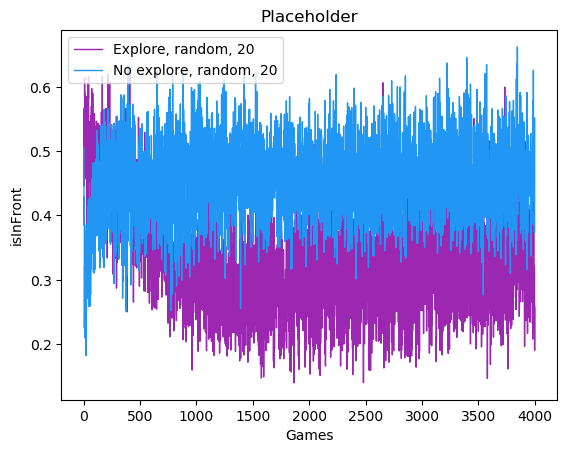 Placeholder
Explore, random, 20
No explore, random, 20
isInFront
0.6
0.5
0.4
0.3
0.2
0 500 1000 1500 2000 2500 3000 3500 4000
Games